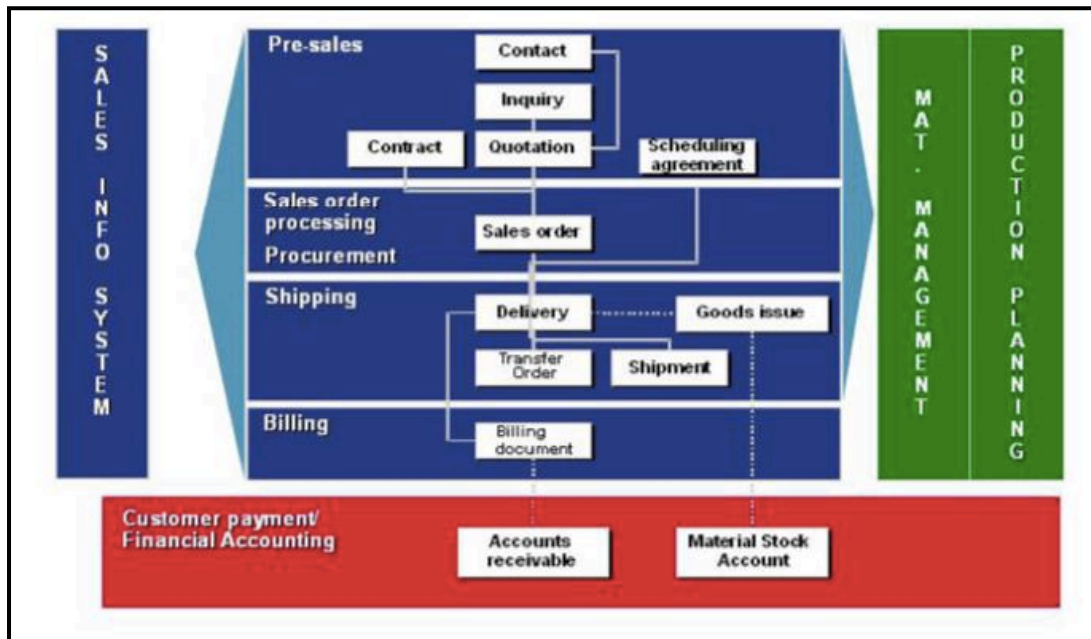 SALES INFO SYSTEM
Pre-sales
Contact
Inquiry
Contract
Quotation
Scheduling
agreement
Sales order
processing
Procurement
Sales order
Shipping
Delivery
Goods issue
Transfer
Order
Shipment
Billing
Billing
document
MAT. MANAGEMENT
PRODUCTION PLANNING
Customer payment/
Financial Accounting
Accounts
receivable
Material Stock
Account